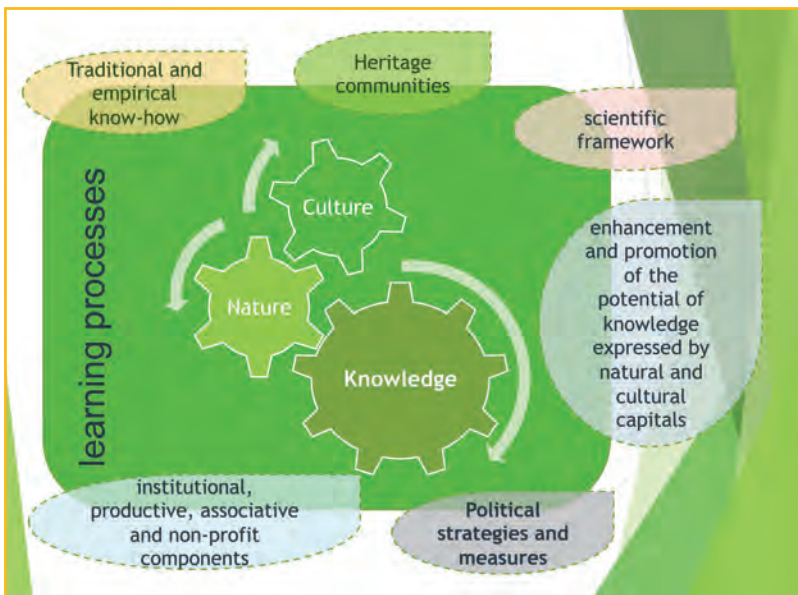 Traditional and
empirical
know-how
Heritage
communities
scientific
framework
learning processes
Culture
Nature
Knowledge
enhancement
and promotion
of the
potential of
knowledge
expressed by
natural and
cultural
capitals
institutional,
productive, associative
and non-profit
components
Political
strategies and
measures